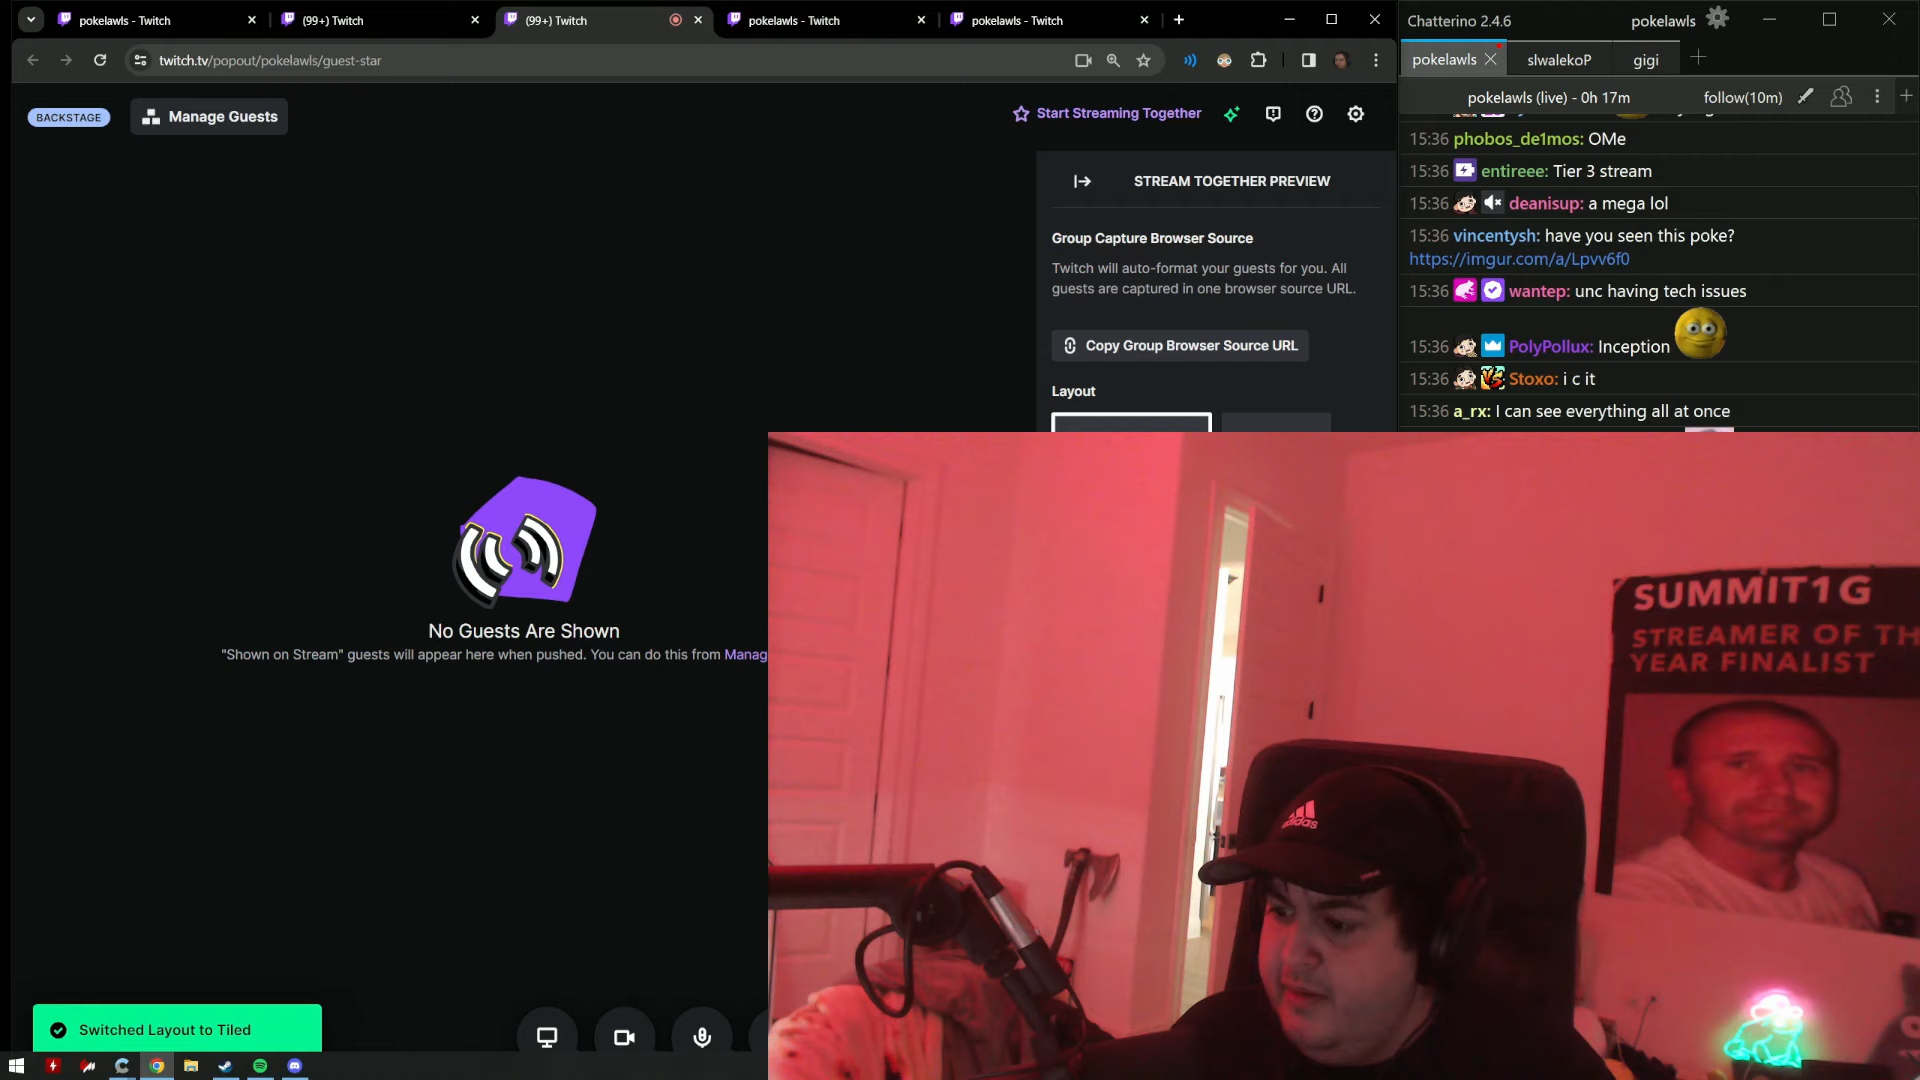 pokelawls - Twitch
(99+) Twitch
(99+) Twitch
pokelawls - Twitch
pokelawls - Twitch
twitch.tv/popout/pokelawls/guest-star
BACKSTAGE
Manage Guests
Start Streaming Together
STREAM TOGETHER PREVIEW
Group Capture Browser Source
Twitch will auto-format your guests for you. All
guests are captured in one browser source URL.
Copy Group Browser Source URL
Layout
No Guests Are Shown
"Shown on Stream" guests will appear here when pushed. You can do this from Manag
Switched Layout to Tiled
Chatterino 2.4.6
pokelawls
pokelawls
slwalekoP
gigi
pokelawls (live) - 0h 17m
follow(10m)
15:36 phobos_de1mos: OMe
15:36 entireee: Tier 3 stream
15:36 deanisup: a mega lol
15:36 vincentysh: have you seen this poke?
https://imgur.com/a/Lpvv6f0
15:36 wantep: unc having tech issues
15:36 PolyPollux: Inception
15:36 Stoxo: i c it
15:36 a_rx: I can see everything all at once
SUMMIT1G
STREAMER OF TH
YEAR FINALIST
adidas